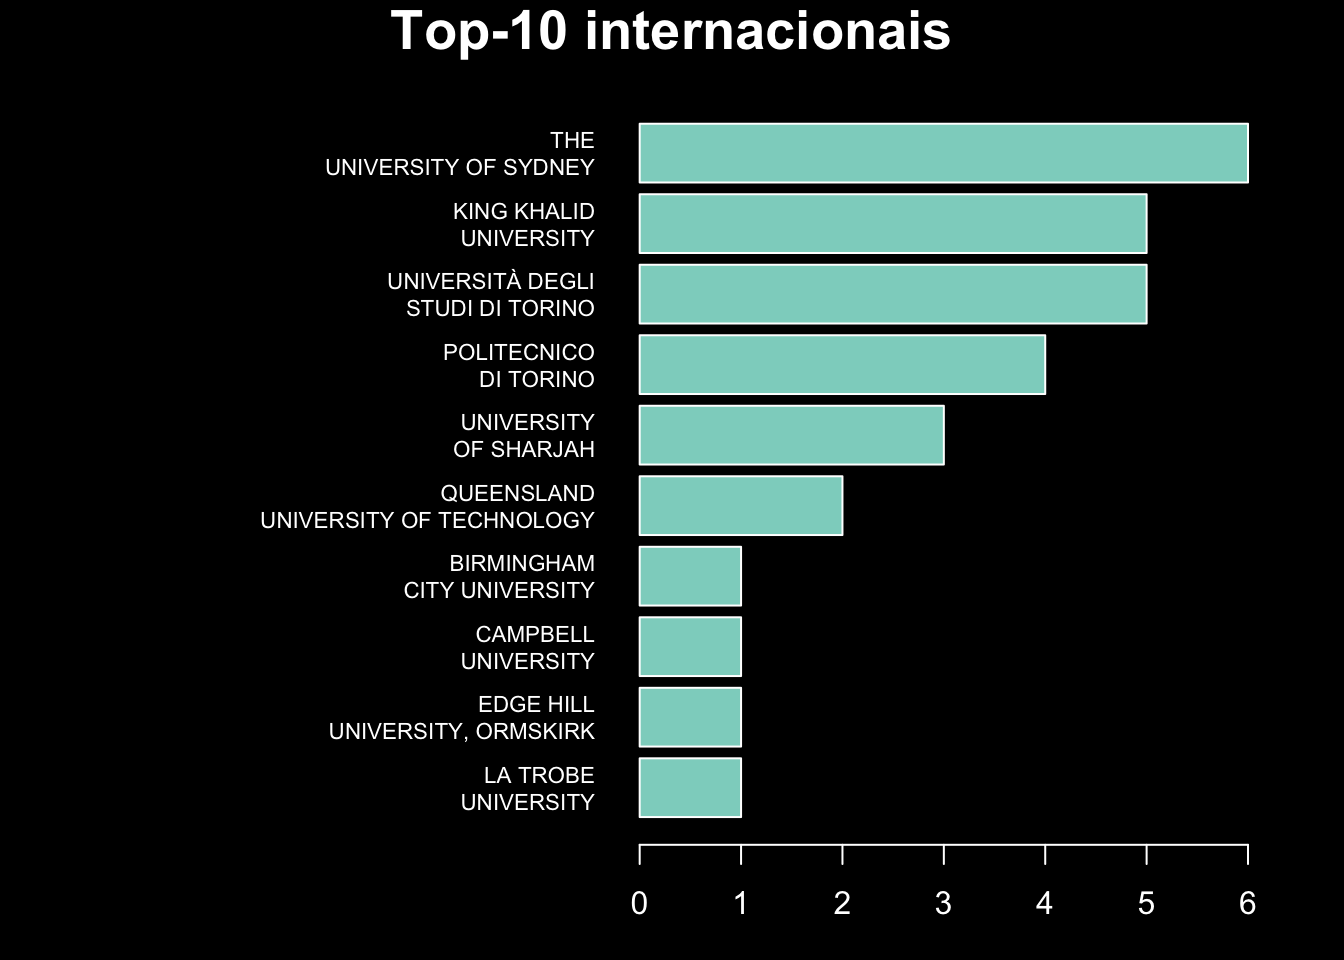 Top-10 internacionais
THE
UNIVERSITY OF SYDNEY
KING KHALID
UNIVERSITY
UNIVERSITÀ DEGLI
STUDI DI TORINO
POLITECNICO
DI TORINO
UNIVERSITY
OF SHARJAH
QUEENSLAND
UNIVERSITY OF TECHNOLOGY
BIRMINGHAM
CITY UNIVERSITY
CAMPBELL
UNIVERSITY
EDGE HILL
UNIVERSITY, ORMSKIRK
LA TROBE
UNIVERSITY
0 1 2 3 4 5 6